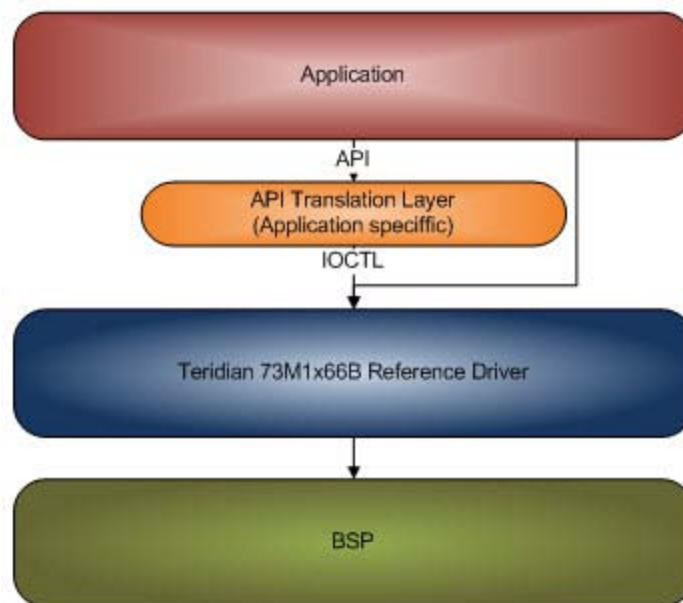 Application
API
API Translation Layer
(Application speciffic)
IOCTL
Teridian 73M1x66B Reference Driver
BSP